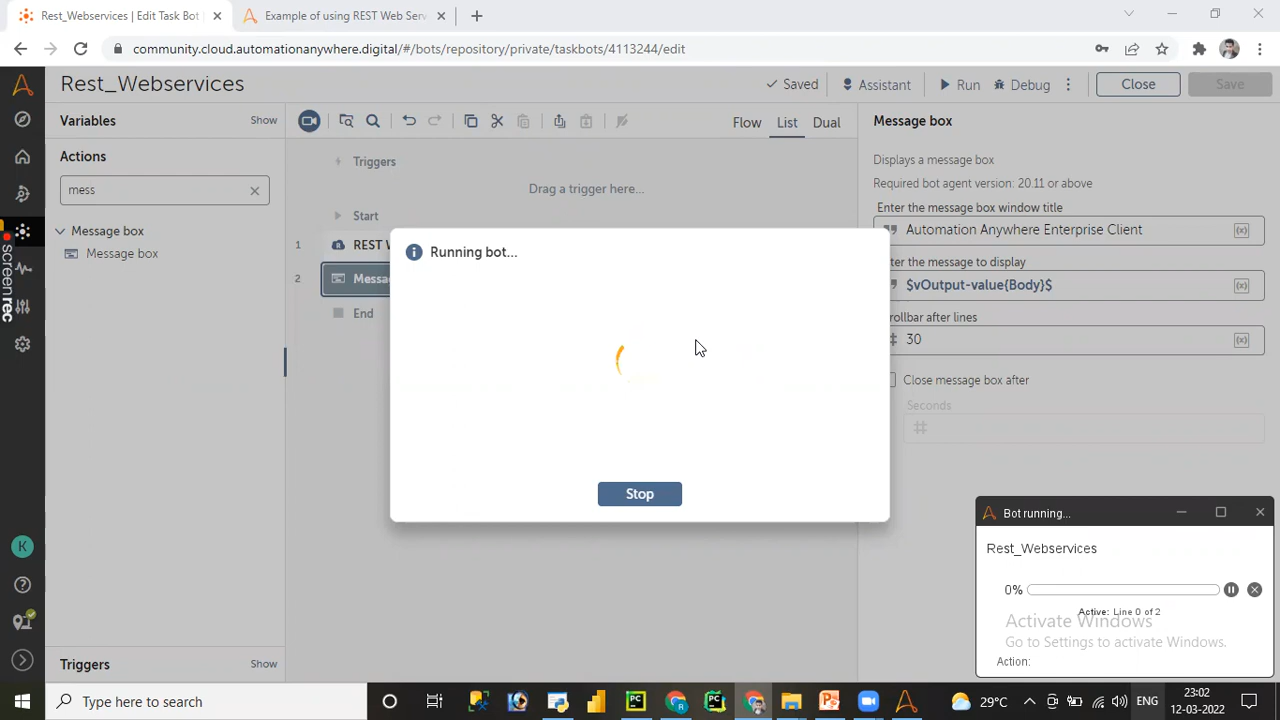 Rest_Webservices | Edit Task Bot
Example of using REST Web Serv
community.cloud.automationanywhere.digital/#/bots/repository/private/taskbots/4113244/edit
Rest_Webservices
Saved
Assistant
Run
Debug
Close
Save
Variables
Show
Flow
List
Dual
Message box
Actions
mess
Message box
Message box
Triggers
Drag a trigger here...
Start
1
REST W
2
Messa
End
Displays a message box
Required bot agent version: 20.11 or above
Enter the message box window title
Automation Anywhere Enterprise Client
(x)
ter the message to display
$vOutput-value{Body}$
(x)
rollbar after lines
30
(x)
Close message box after
Seconds
Running bot...
Stop
screenrec
K
Triggers
Show
Bot running...
Rest_Webservices
0%
Active: Line 0 of 2
Action:
Activate Windows
Go to Settings to activate Windows.
Type here to search
29°C
ENG
23:02
12-03-2022